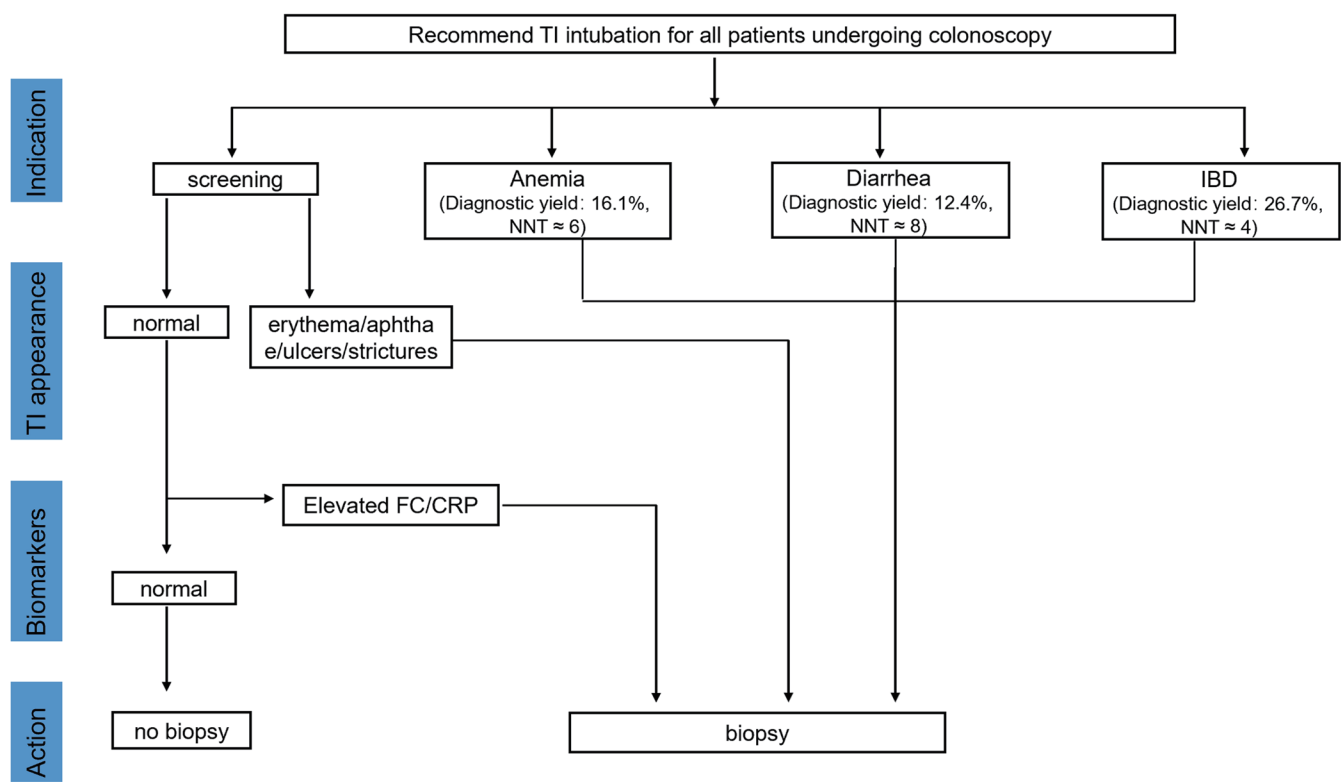 Recommend TI intubation for all patients undergoing colonoscopy
Indication
screening
Anemia
(Diagnostic yield: 16.1%,
NNT ≈ 6)
Diarrhea
(Diagnostic yield: 12.4%,
NNT ≈ 8)
IBD
(Diagnostic yield: 26.7%,
NNT ≈ 4)
TI appearance
normal
erythema/aphtha
e/ulcers/strictures
Biomarkers
Elevated FC/CRP
normal
Action
no biopsy
biopsy